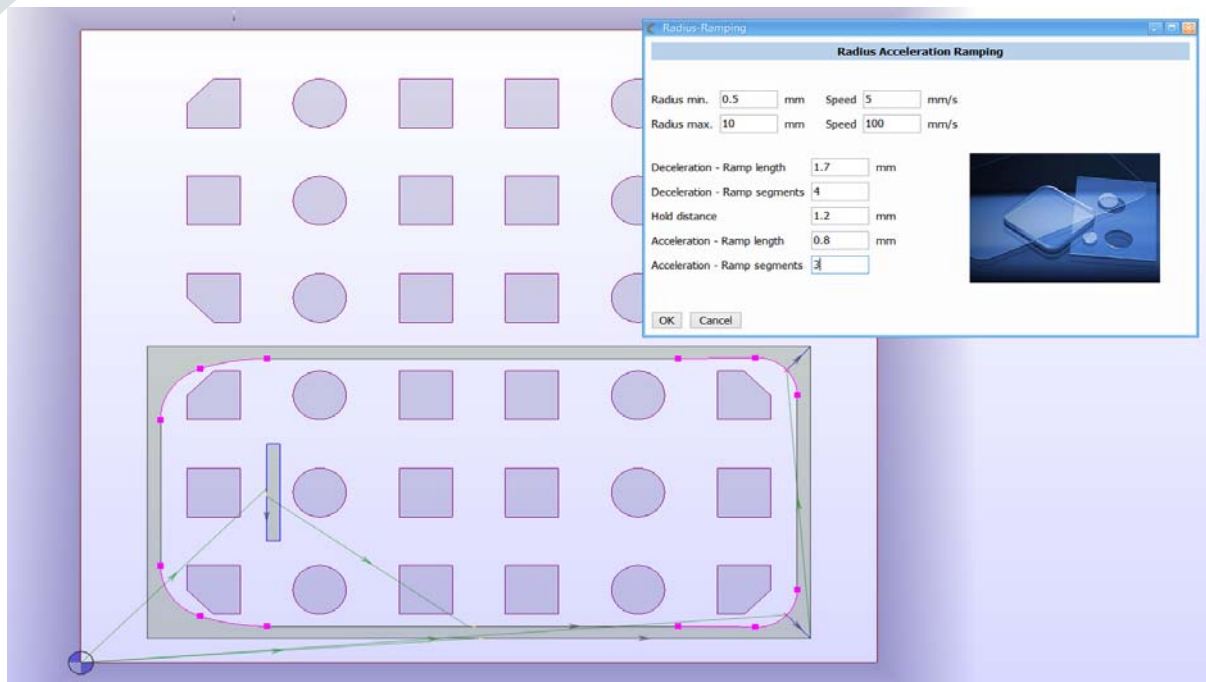 Radius-Ramping
Radius Acceleration Ramping
Radius min. 0.5 mm Speed 5 mm/s
Radius max. 10 mm Speed 100 mm/s
Deceleration - Ramp length 1.7 mm
Deceleration - Ramp segments 4
Hold distance 1.2 mm
Acceleration - Ramp length 0.8 mm
Acceleration - Ramp segments 3
OK Cancel